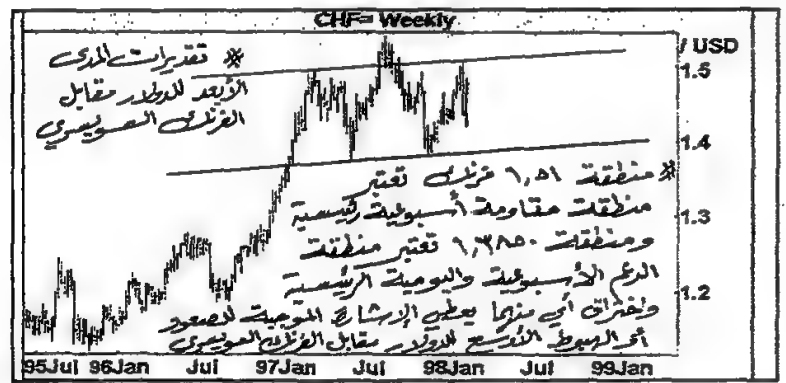 CHF= Weekly
/ USD
※ تقديرات المدى
الأبعد للدولار مقابل
الفرنك السويسري
1.5
1.4
※ منطقة ١,٥١ فرنك تعتبر
منطقة مقاومة أسبوعية رئيسية
1.3
ومنطقة ١,٣٨٥٠ تعتبر منطقة
الدعم الأسبوعية واليومية الرئيسية
1.2
وإختراق أي منهما يعطي الإشارة الموجبة للصعود
أو الهبوط الأوسع للدولار مقابل الفرنك السويسري
95Jul 96Jan Jul 97Jan Jul 98Jan Jul 99Jan